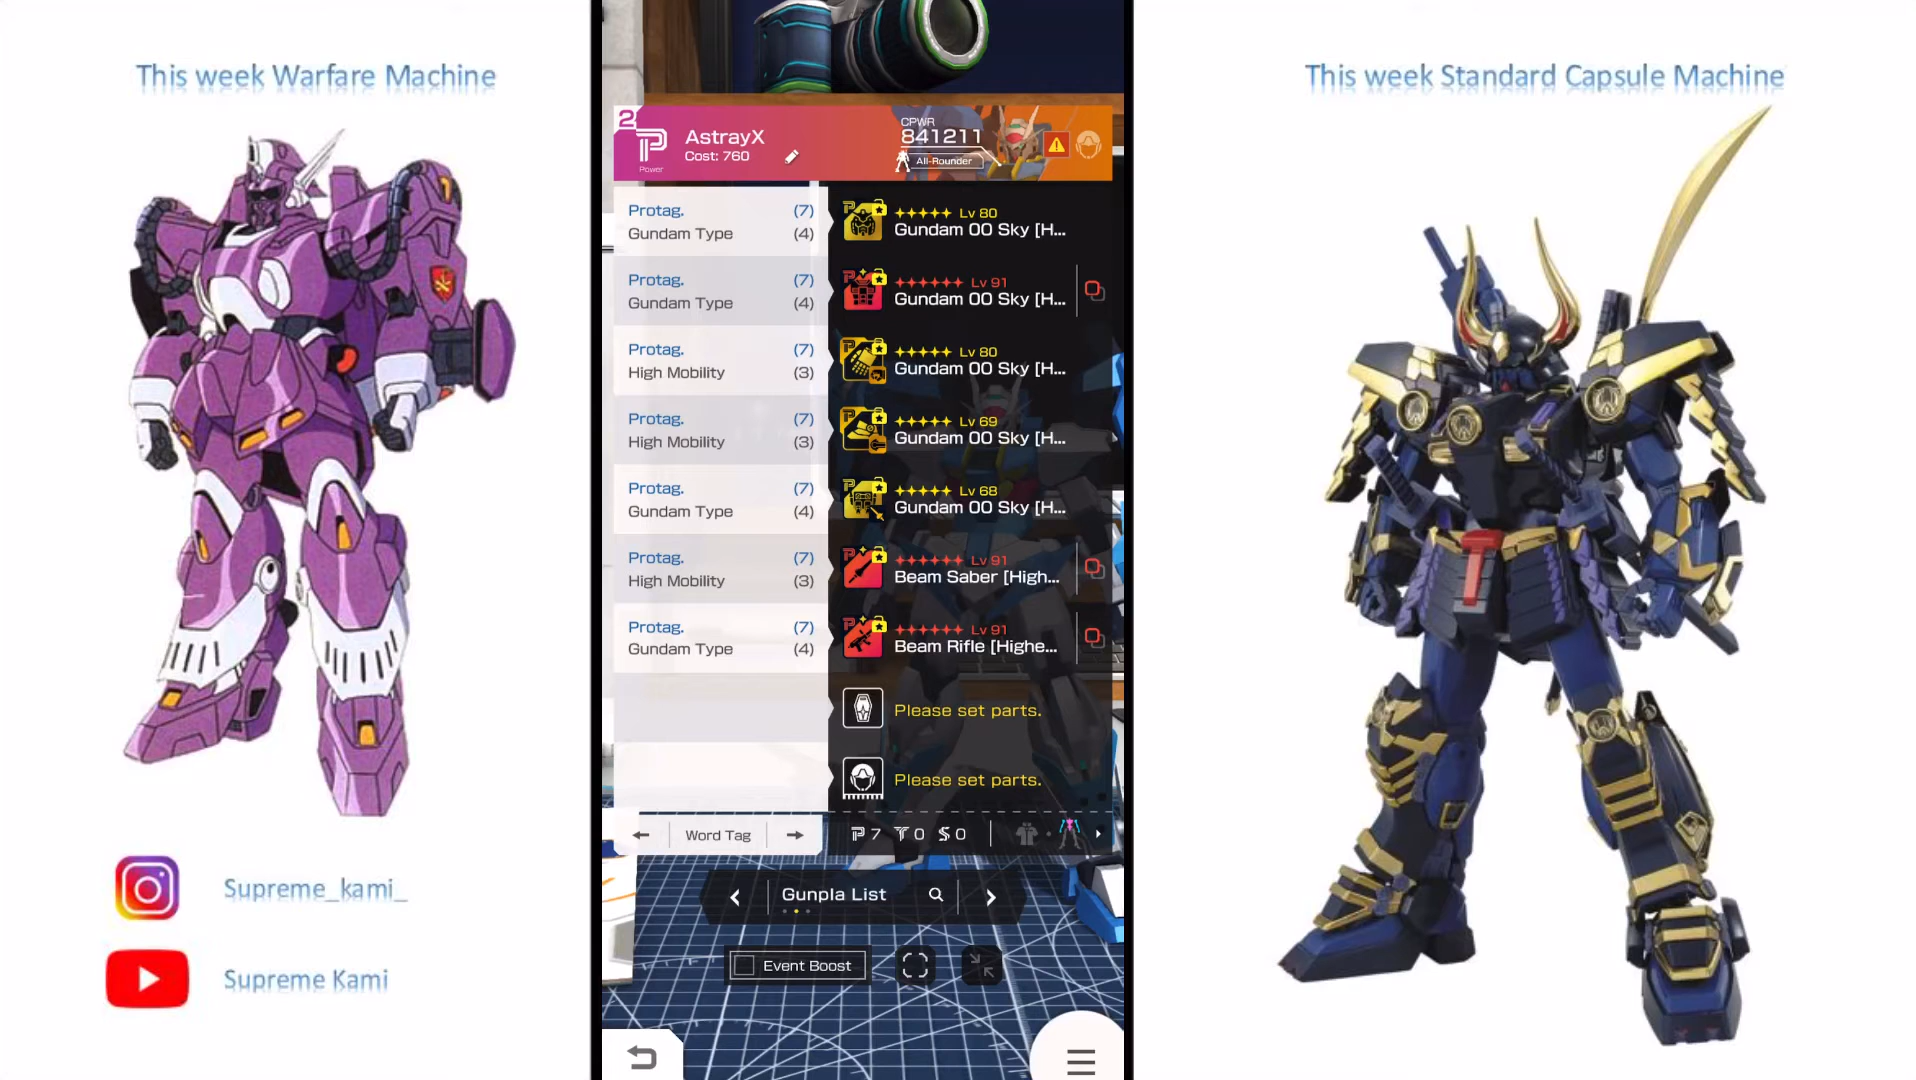 This week Warfare Machine
Supreme_kami_
Supreme Kami
2
Power
AstrayX
Cost: 760
CPWR
841211
All-Rounder
Protag. (7)
Gundam Type (4)
Lv 80
Gundam 00 Sky [H...
Protag. (7)
Gundam Type (4)
Lv 91
Gundam 00 Sky [H...
Protag. (7)
High Mobility (3)
Lv 80
Gundam 00 Sky [H...
Protag. (7)
High Mobility (3)
Lv 69
Gundam 00 Sky [H...
Protag. (7)
Gundam Type (4)
Lv 68
Gundam 00 Sky [H...
Protag. (7)
High Mobility (3)
Lv 91
Beam Saber [High...
Protag. (7)
Gundam Type (4)
Lv 91
Beam Rifle [Highe...
Please set parts.
Please set parts.
Word Tag
P 7 T 0 S 0
Gunpla List
Event Boost
This week Standard Capsule Machine